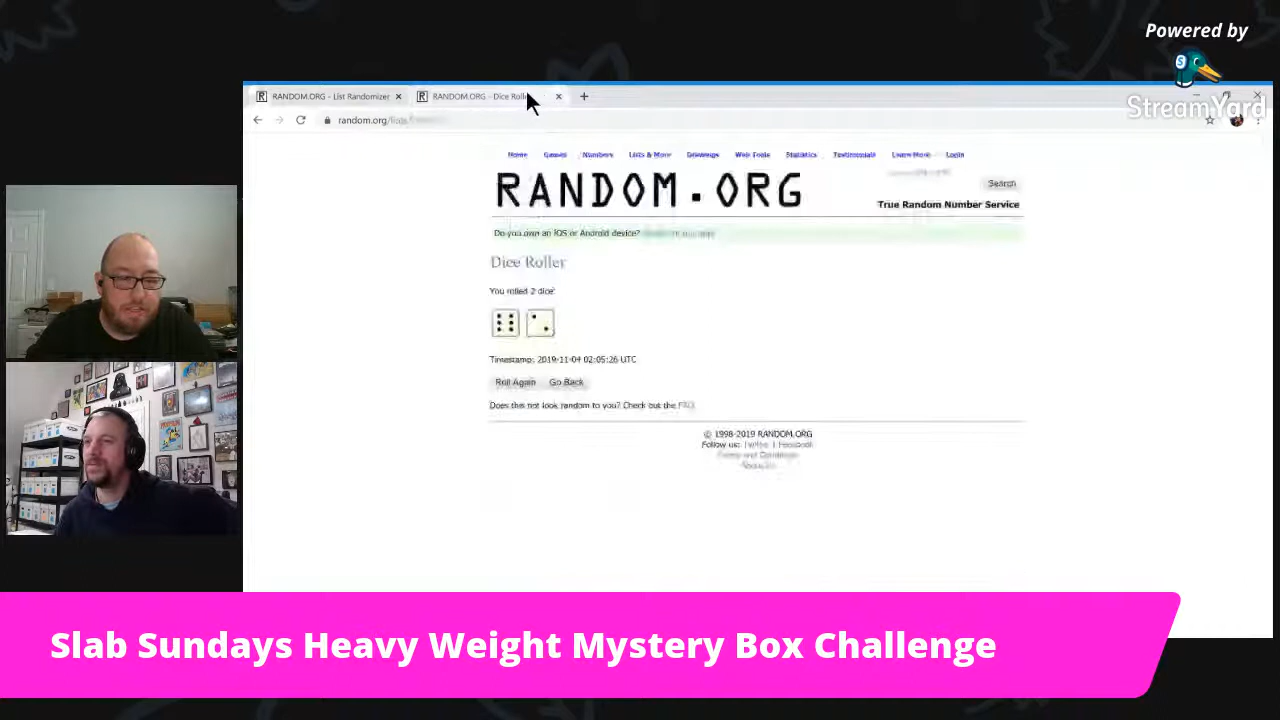 Powered by
StreamYard
RANDOM.ORG - List Randomizer
RANDOM.ORG - Dice Roll
random.org/
Home Games Numbers Lists & More Drawings Web Tools Statistics Testimonials Learn More Login
RANDOM.ORG
Search
True Random Number Service
Do you own an iOS or Android device?
Dice Roller
You rolled 2 dice:
Timestamp: 2019-11-04 02:05:26 UTC
Roll Again Go Back
Does this not look random to you? Check out the FAQ
© 1998-2019 RANDOM.ORG
Follow us: Twitter | Facebook
Terms and Conditions
Slab Sundays Heavy Weight Mystery Box Challenge